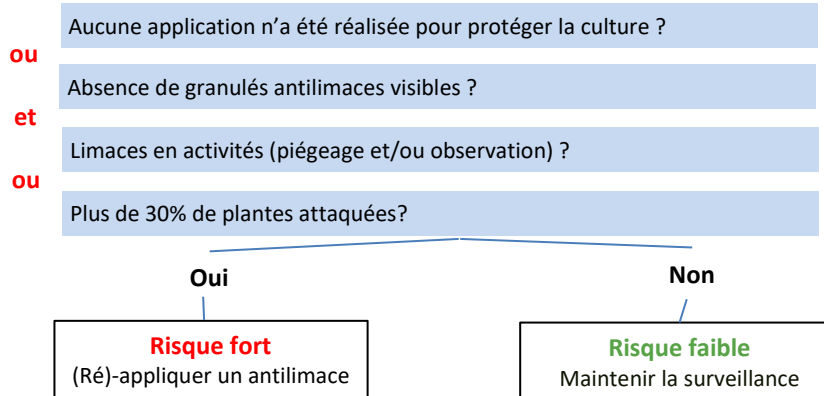 Aucune application n'a été réalisée pour protéger la culture ?
ou
Absence de granulés antilimaces visibles ?
et
Limaces en activités (piégeage et/ou observation) ?
ou
Plus de 30% de plantes attaquées?
Oui
Non
Risque fort
(Ré)-appliquer un antilimace
Risque faible
Maintenir la surveillance